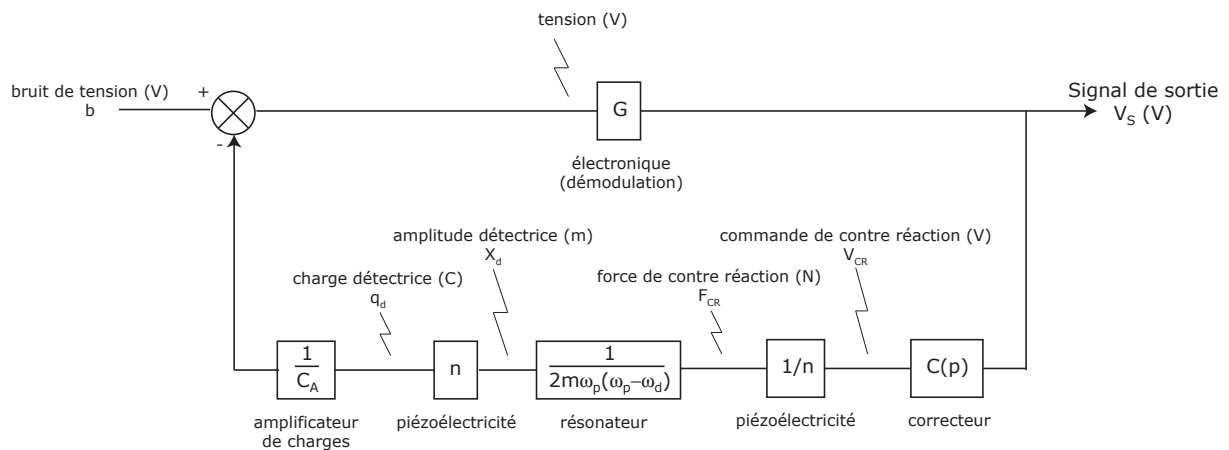 tension (V)
bruit de tension (V)
b
+
-
G
Signal de sortie
V_S (V)
électronique
(démodulation)
amplitude détectrice (m)
X_d
commande de contre réaction (V)
V_CR
charge détectrice (C)
q_d
force de contre réaction (N)
F_CR
1
C_A
n
1
2mω_p(ω_p−ω_d)
1/n
C(p)
amplificateur
de charges
piézoélectricité
résonateur
piézoélectricité
correcteur